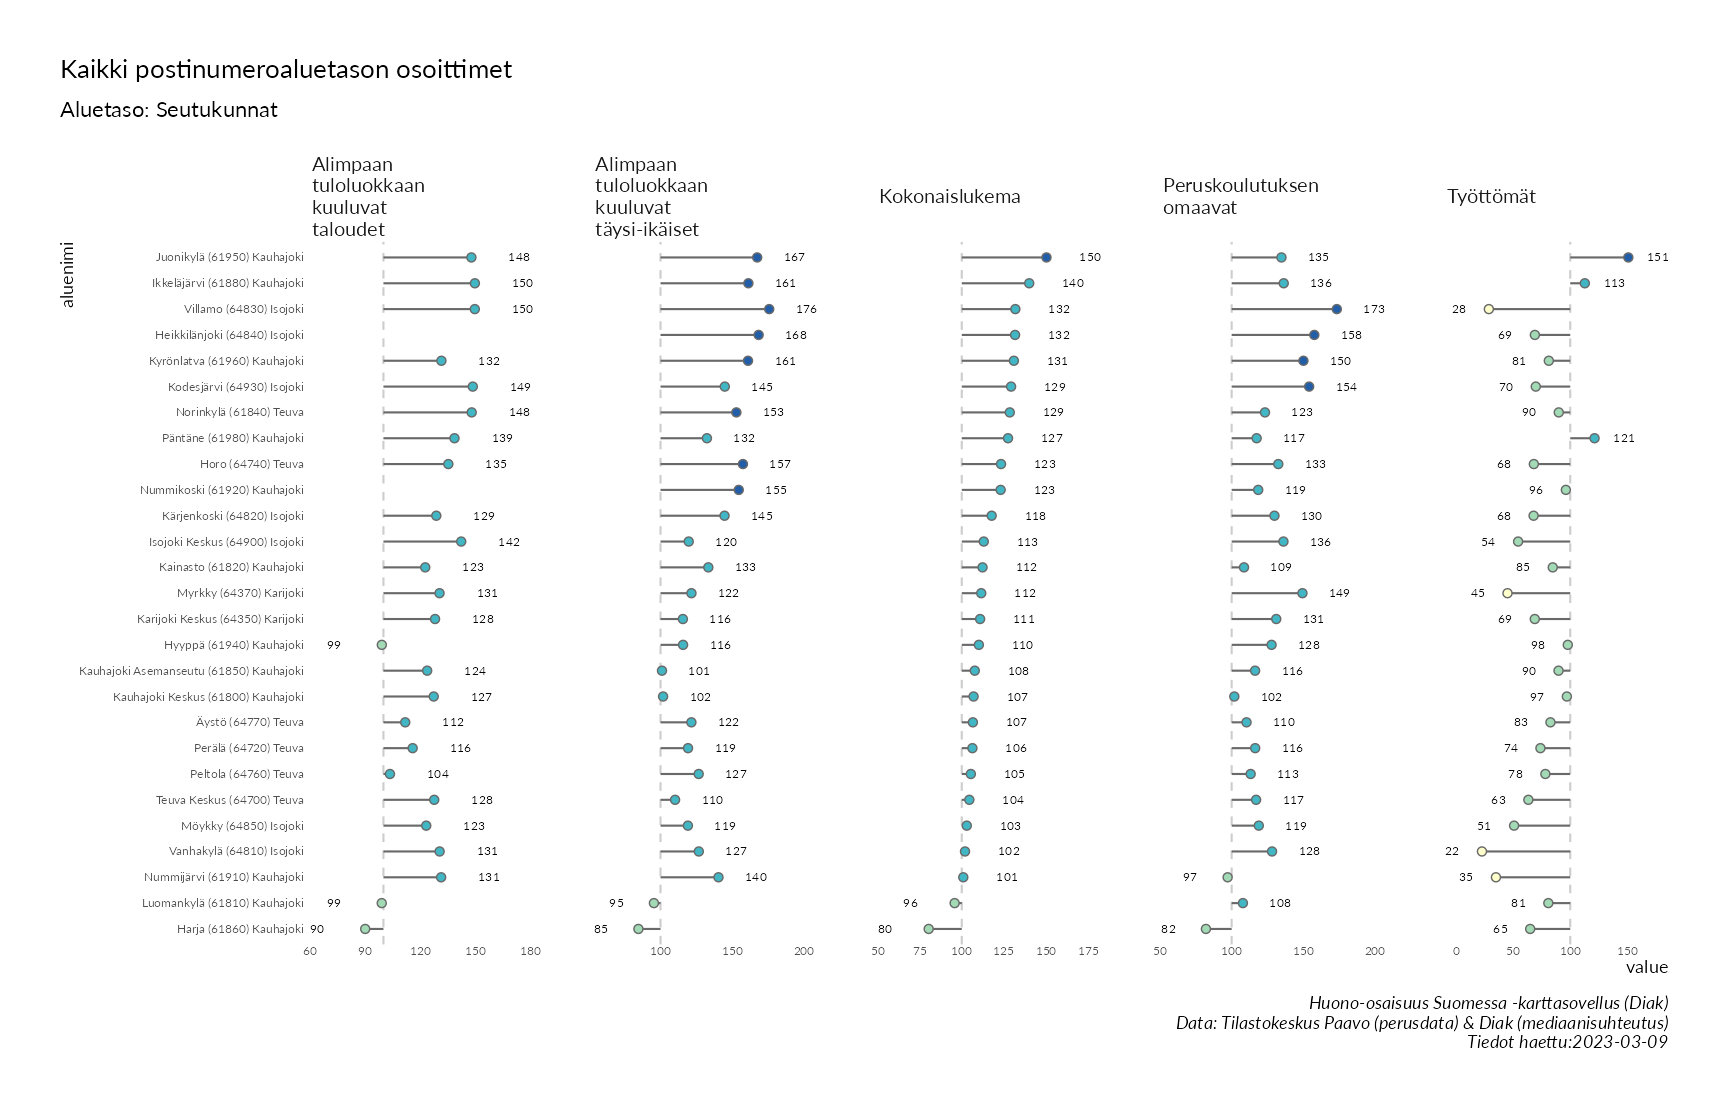 Kaikki postinumeroaluetason osoittimet
Aluetaso: Seutukunnat
Alimpaan
tuloluokkaan
kuuluvat
taloudet
Alimpaan
tuloluokkaan
kuuluvat
täysi-ikäiset
Kokonaislukema
Peruskoulutuksen
omaavat
Työttömät
aluenimi
Juonikylä (61950) Kauhajoki 148 167 150 135 151
Ikkeläjärvi (61880) Kauhajoki 150 161 140 136 113
Villamo (64830) Isojoki 150 176 132 173 28
Heikkilänjoki (64840) Isojoki 168 132 158 69
Kyrönlatva (61960) Kauhajoki 132 161 131 150 81
Kodesjärvi (64930) Isojoki 149 145 129 154 70
Norinkylä (61840) Teuva 148 153 129 123 90
Päntäne (61980) Kauhajoki 139 132 127 117 121
Horo (64740) Teuva 135 157 123 133 68
Nummikoski (61920) Kauhajoki 155 123 119 96
Kärjenkoski (64820) Isojoki 129 145 118 130 68
Isojoki Keskus (64900) Isojoki 142 120 113 136 54
Kainasto (61820) Kauhajoki 123 133 112 109 85
Myrkky (64370) Karijoki 131 122 112 149 45
Karijoki Keskus (64350) Karijoki 128 116 111 131 69
Hyyppä (61940) Kauhajoki 99 116 110 128 98
Kauhajoki Asemanseutu (61850) Kauhajoki 124 101 108 116 90
Kauhajoki Keskus (61800) Kauhajoki 127 102 107 102 97
Äystö (64770) Teuva 112 122 107 110 83
Perälä (64720) Teuva 116 119 106 116 74
Peltola (64760) Teuva 104 127 105 113 78
Teuva Keskus (64700) Teuva 128 110 104 117 63
Möykky (64850) Isojoki 123 119 103 119 51
Vanhakylä (64810) Isojoki 131 127 102 128 22
Nummijärvi (61910) Kauhajoki 131 140 101 97 35
Luomankylä (61810) Kauhajoki 99 95 96 108 81
Harja (61860) Kauhajoki 90 85 80 82 65
60 90 120 150 180 100 150 200 50 75 100 125 150 175 50 100 150 200 0 50 100 150
value
Huono-osaisuus Suomessa -karttasovellus (Diak)
Data: Tilastokeskus Paavo (perusdata) & Diak (mediaanisuhteutus)
Tiedot haettu:2023-03-09